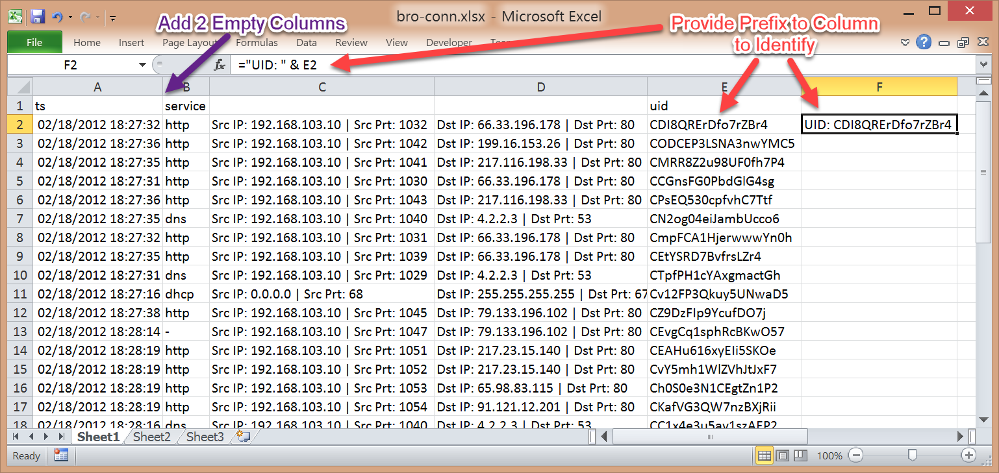 bro-conn.xlsx - Microsoft Excel
Add 2 Empty Columns
Provide Prefix to Column
to Identify
File Home Insert Page Layou Formulas Data Review View Developer
F2 fx ="UID: " & E2
A B C D E F
1 ts service uid
2 02/18/2012 18:27:32 http Src IP: 192.168.103.10 | Src Prt: 1032 Dst IP: 66.33.196.178 | Dst Prt: 80 CDI8QRErDfo7rZBr4 UID: CDI8QRErDfo7rZBr4
3 02/18/2012 18:27:36 http Src IP: 192.168.103.10 | Src Prt: 1042 Dst IP: 199.16.153.26 | Dst Prt: 80 CODCEP3LSNA3nwYMC5
4 02/18/2012 18:27:35 http Src IP: 192.168.103.10 | Src Prt: 1041 Dst IP: 217.116.198.33 | Dst Prt: 80 CMRR8Z2u98UF0fh7P4
5 02/18/2012 18:27:31 http Src IP: 192.168.103.10 | Src Prt: 1030 Dst IP: 66.33.196.178 | Dst Prt: 80 CCGnsFG0PbdGlG4sg
6 02/18/2012 18:27:36 http Src IP: 192.168.103.10 | Src Prt: 1043 Dst IP: 217.116.198.33 | Dst Prt: 80 CPsEQ530cpfvhC7Ttf
7 02/18/2012 18:27:35 dns Src IP: 192.168.103.10 | Src Prt: 1040 Dst IP: 4.2.2.3 | Dst Prt: 53 CN2og04eiJambUcco6
8 02/18/2012 18:27:32 http Src IP: 192.168.103.10 | Src Prt: 1031 Dst IP: 66.33.196.178 | Dst Prt: 80 CmpFCA1HjerwwwYn0h
9 02/18/2012 18:27:35 http Src IP: 192.168.103.10 | Src Prt: 1039 Dst IP: 66.33.196.178 | Dst Prt: 80 CEtYSRD7BvfrsLZr4
10 02/18/2012 18:27:31 dns Src IP: 192.168.103.10 | Src Prt: 1029 Dst IP: 4.2.2.3 | Dst Prt: 53 CTpfPH1cYAxgmactGh
11 02/18/2012 18:27:16 dhcp Src IP: 0.0.0.0 | Src Prt: 68 Dst IP: 255.255.255.255 | Dst Prt: 67 Cv12FP3Qkuy5UNwaD5
12 02/18/2012 18:27:38 http Src IP: 192.168.103.10 | Src Prt: 1045 Dst IP: 79.133.196.102 | Dst Prt: 80 CZ9DzFIp9YcufDO7j
13 02/18/2012 18:28:14 - Src IP: 192.168.103.10 | Src Prt: 1047 Dst IP: 79.133.196.102 | Dst Prt: 80 CEvgCq1sphRcBKwO57
14 02/18/2012 18:28:19 http Src IP: 192.168.103.10 | Src Prt: 1051 Dst IP: 217.23.15.140 | Dst Prt: 80 CEAHu616xyEIi5SKOe
15 02/18/2012 18:28:19 http Src IP: 192.168.103.10 | Src Prt: 1052 Dst IP: 217.23.15.140 | Dst Prt: 80 CvY5mh1WlZVhJtJxF7
16 02/18/2012 18:28:19 http Src IP: 192.168.103.10 | Src Prt: 1053 Dst IP: 65.98.83.115 | Dst Prt: 80 Ch0S0e3N1CEgtZn1P2
17 02/18/2012 18:28:19 http Src IP: 192.168.103.10 | Src Prt: 1054 Dst IP: 91.121.12.201 | Dst Prt: 80 CKafVG3QW7nzBXjRii
18 02/18/2012 18:28:16 dns Src IP: 192.168.103.10 | Src Prt: 1040 Dst IP: 4.2.2.3 | Dst Prt: 53
Sheet1 Sheet2 Sheet3
Ready 100%